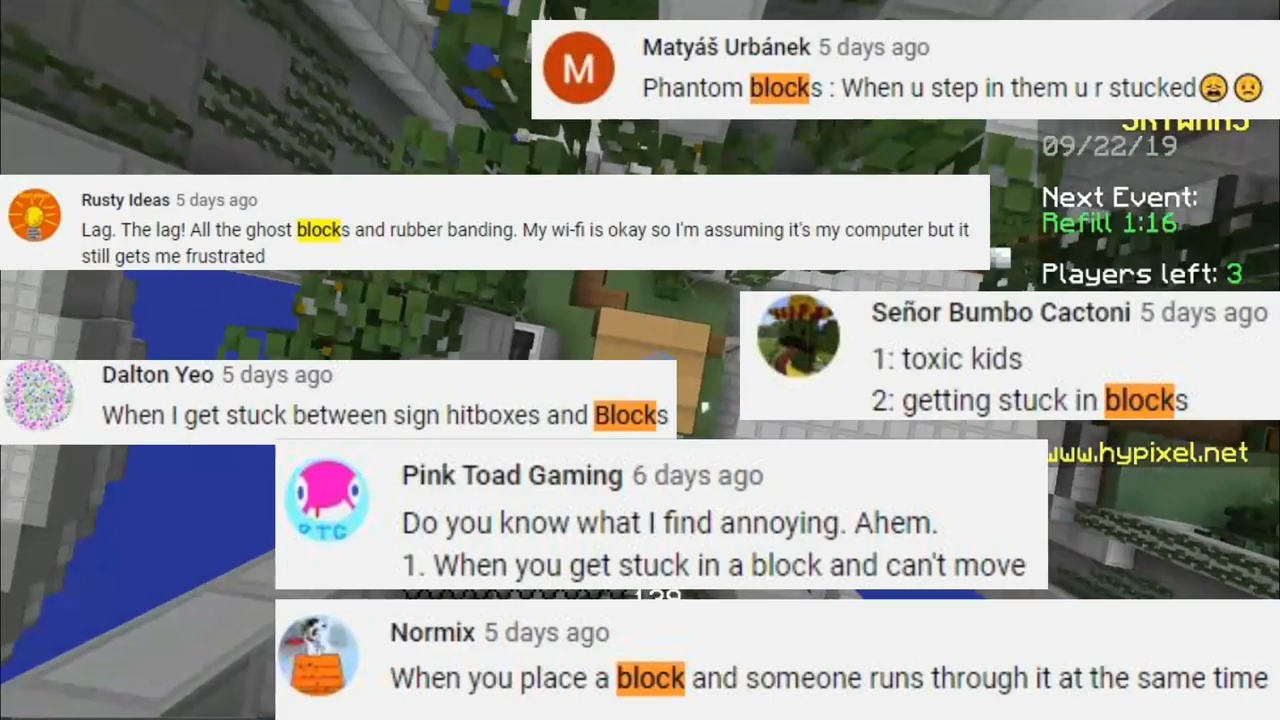 M
Matyáš Urbánek 5 days ago
Phantom blocks : When u step in them u r stucked😩😟
SKYWARS
09/22/19
Next Event:
Refill 1:16
Players left: 3
Rusty Ideas 5 days ago
Lag. The lag! All the ghost blocks and rubber banding. My wi-fi is okay so I'm assuming it's my computer but it
still gets me frustrated
Señor Bumbo Cactoni 5 days ago
1: toxic kids
2: getting stuck in blocks
Dalton Yeo 5 days ago
When I get stuck between sign hitboxes and Blocks
www.hypixel.net
Pink Toad Gaming 6 days ago
PTG
Do you know what I find annoying. Ahem.
1. When you get stuck in a block and can't move
139
Normix 5 days ago
When you place a block and someone runs through it at the same time